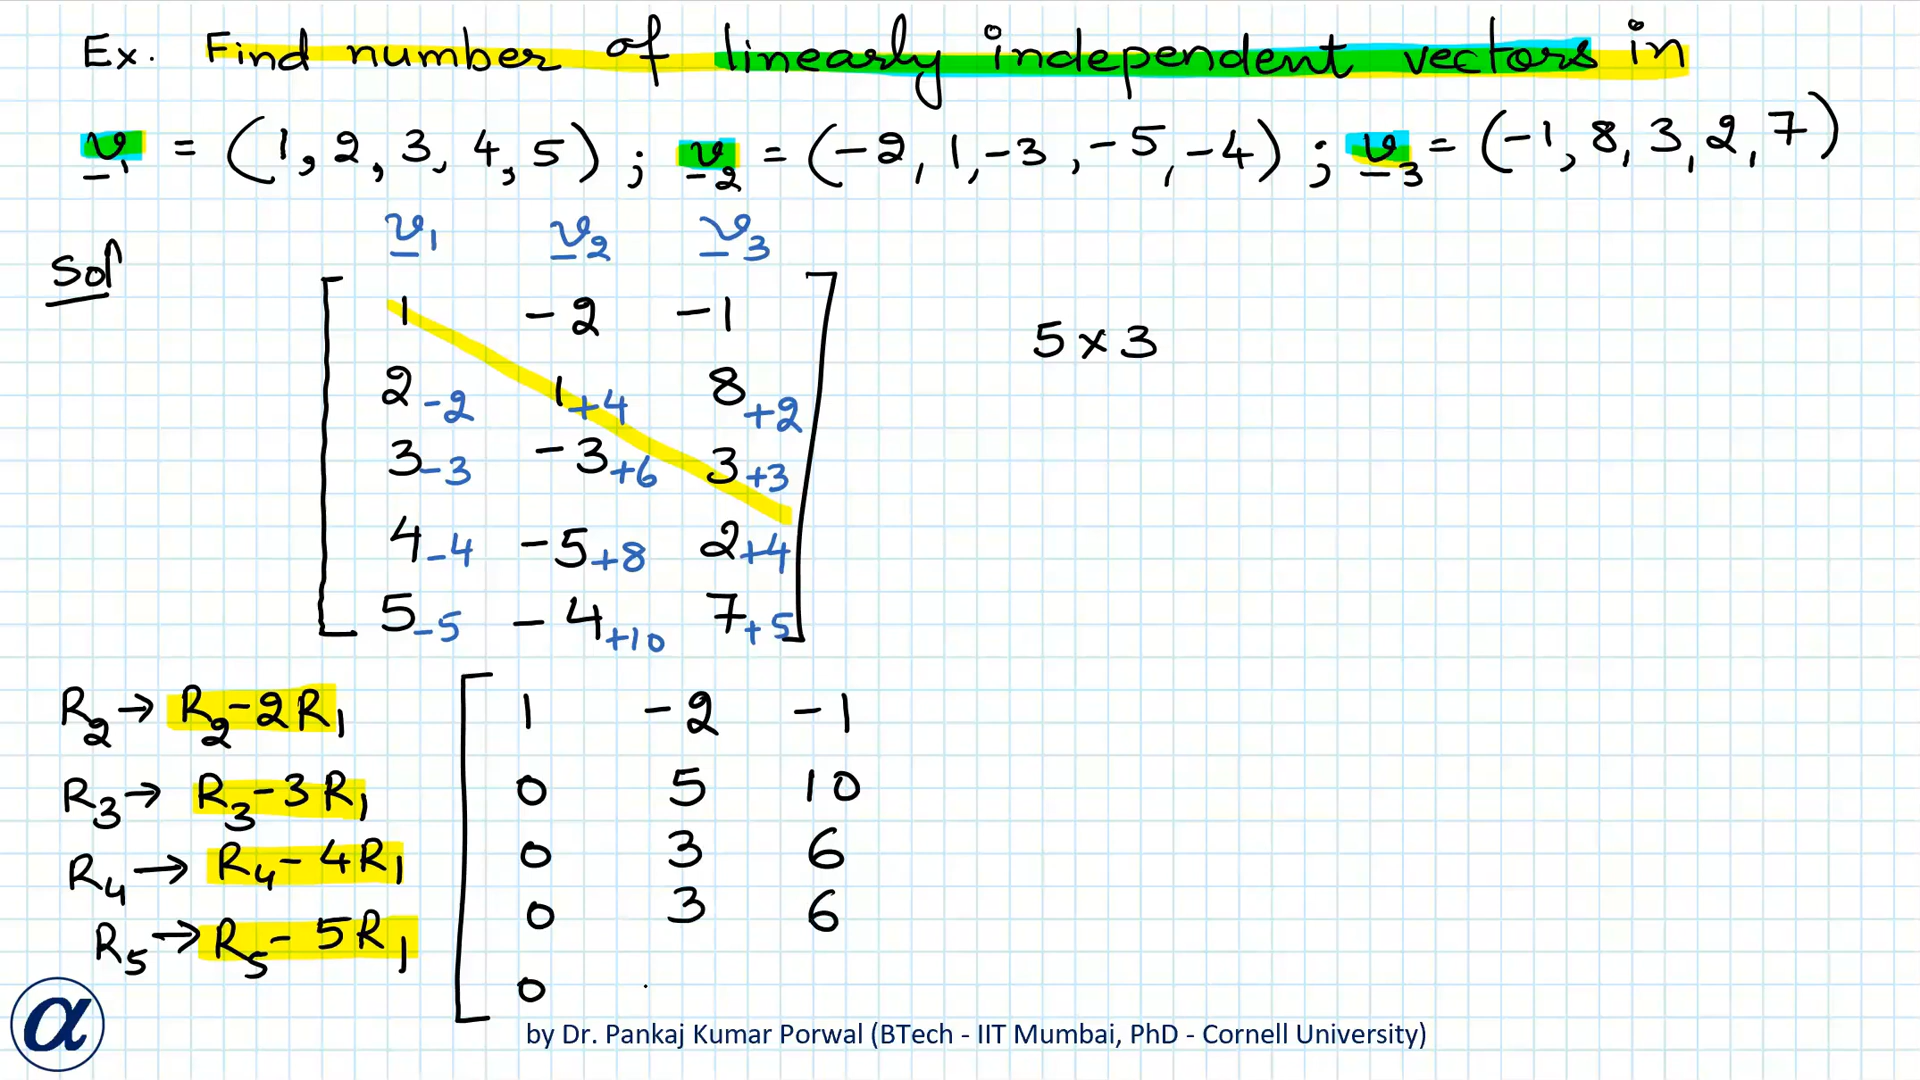 Ex. Find number of linearly independent vectors in
v₁ = (1, 2, 3, 4, 5) ; v₂ = (-2, 1, -3, -5, -4) ; v₃ = (-1, 8, 3, 2, 7)
Sol
v₁ v₂ v₃
1 -2 -1
5×3
2 -2 1 +4 8 +2
3 -3 -3 +6 3 +3
4 -4 -5 +8 2 +4
5 -5 -4 +10 7 +5
R₂ → R₂-2R₁ 1 -2 -1
R₃ → R₃-3R₁ 0 5 10
R₄ → R₄-4R₁ 0 3 6
R₅ → R₅-5R₁ 0 3 6
0
α
by Dr. Pankaj Kumar Porwal (BTech - IIT Mumbai, PhD - Cornell University)